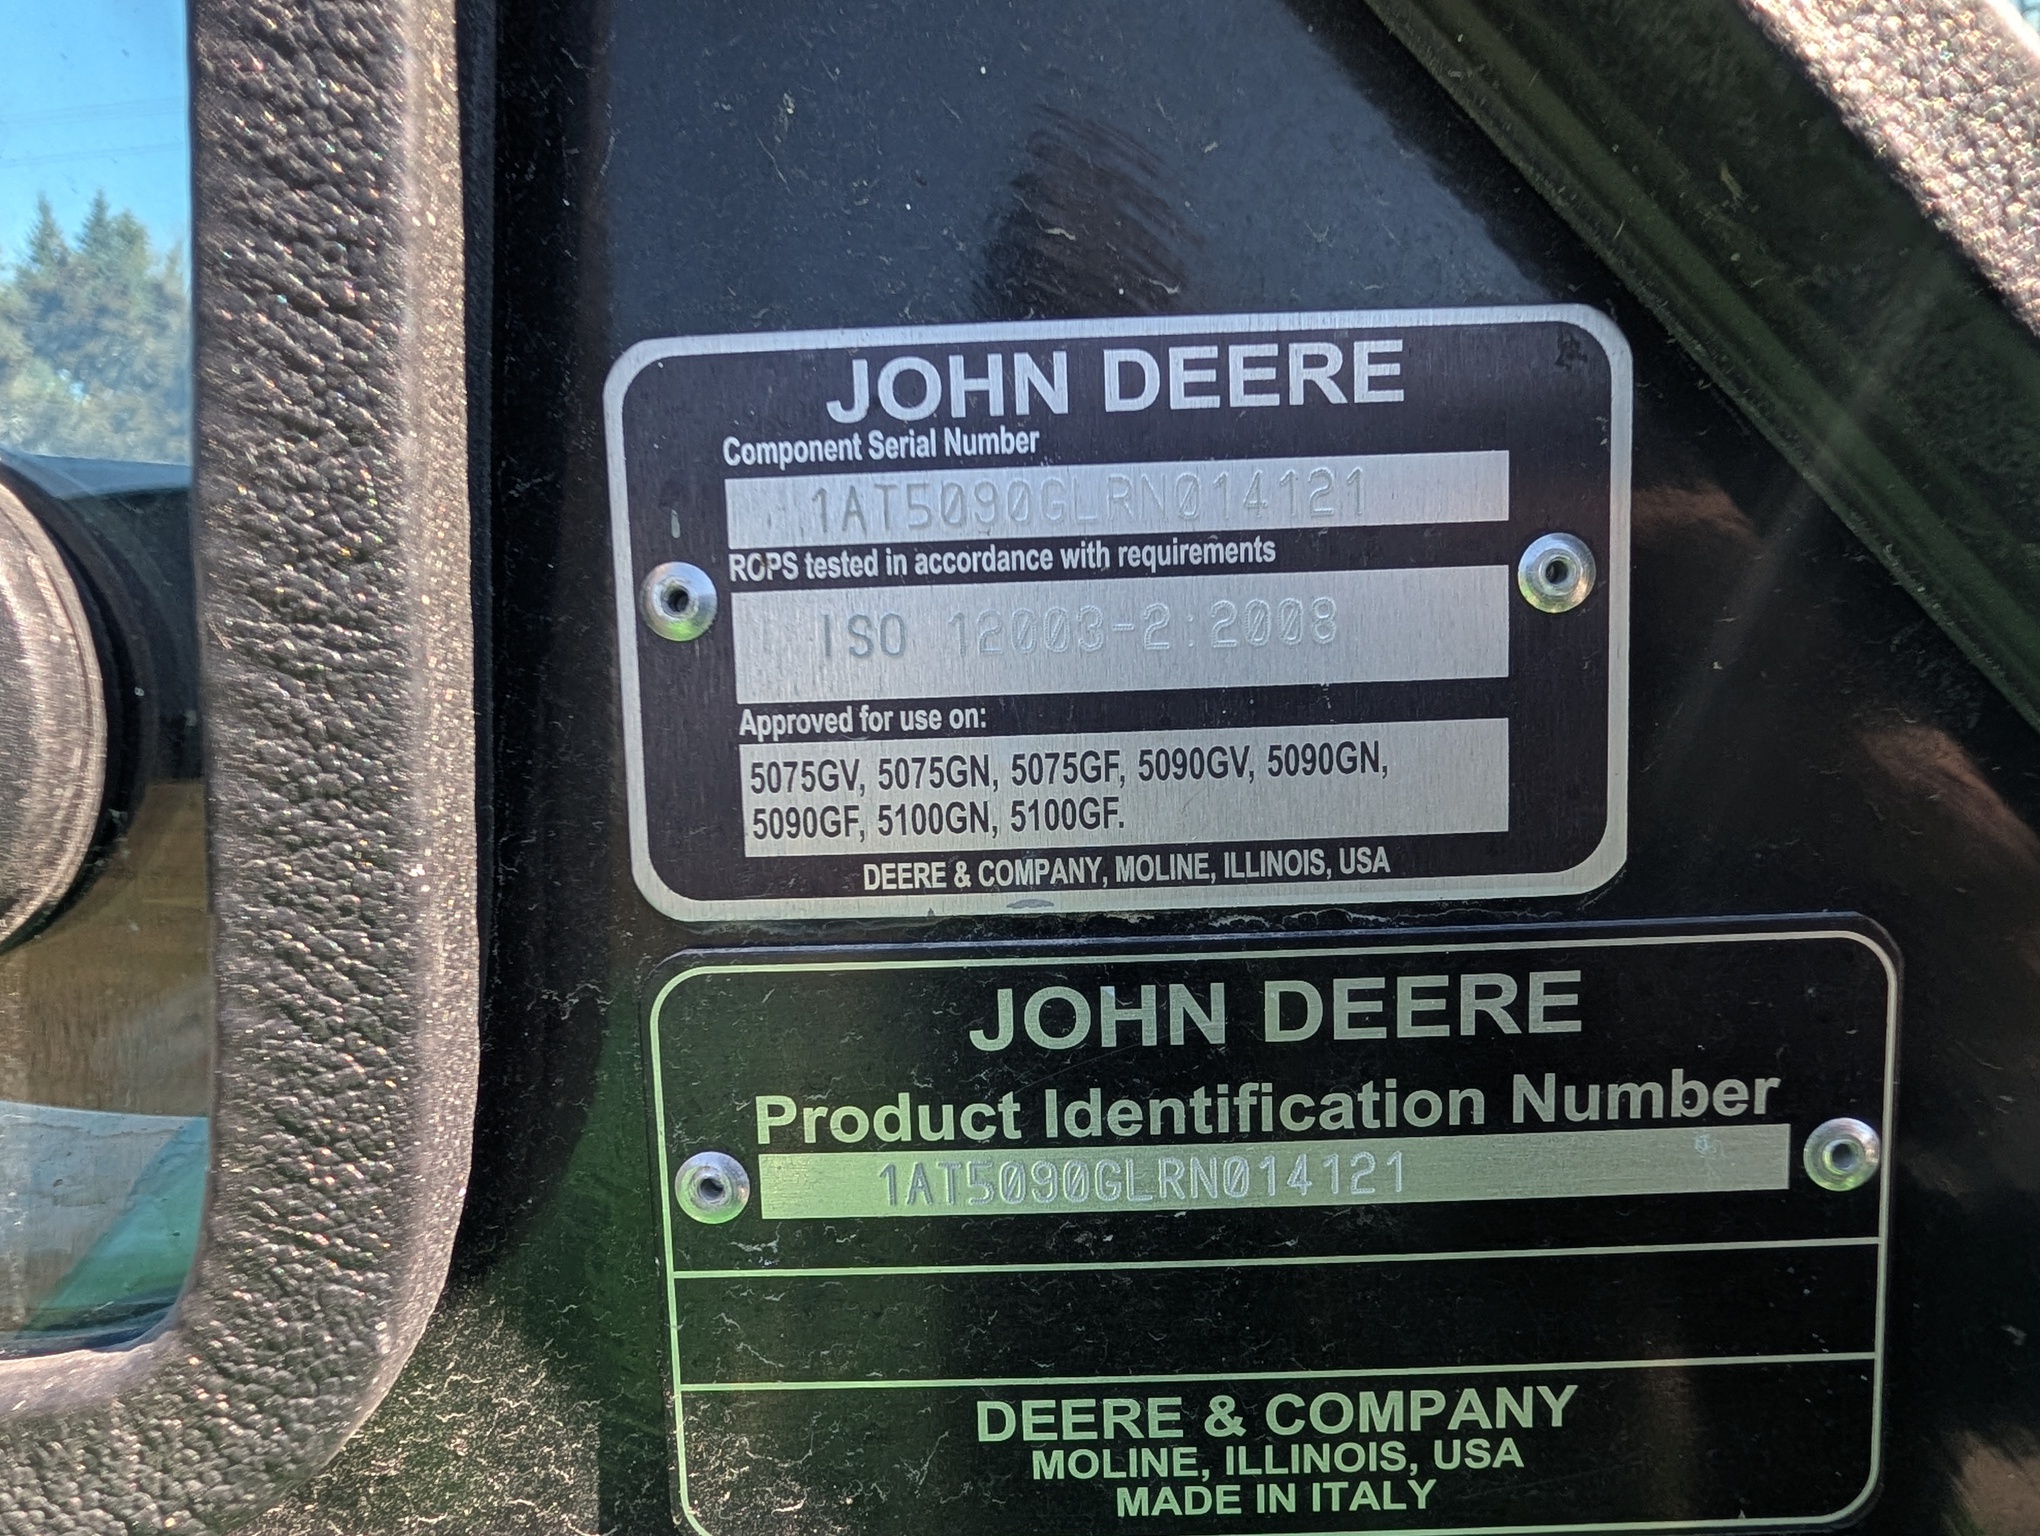 JOHN DEERE
Component Serial Number
1AT5090GLRN014121
ROPS tested in accordance with requirements
ISO 12003-2:2008
Approved for use on:
5075GV, 5075GN, 5075GF, 5090GV, 5090GN,
5090GF, 5100GN, 5100GF.
DEERE & COMPANY, MOLINE, ILLINOIS, USA
JOHN DEERE
Product Identification Number
1AT5090GLRN014121
DEERE & COMPANY
MOLINE, ILLINOIS, USA
MADE IN ITALY